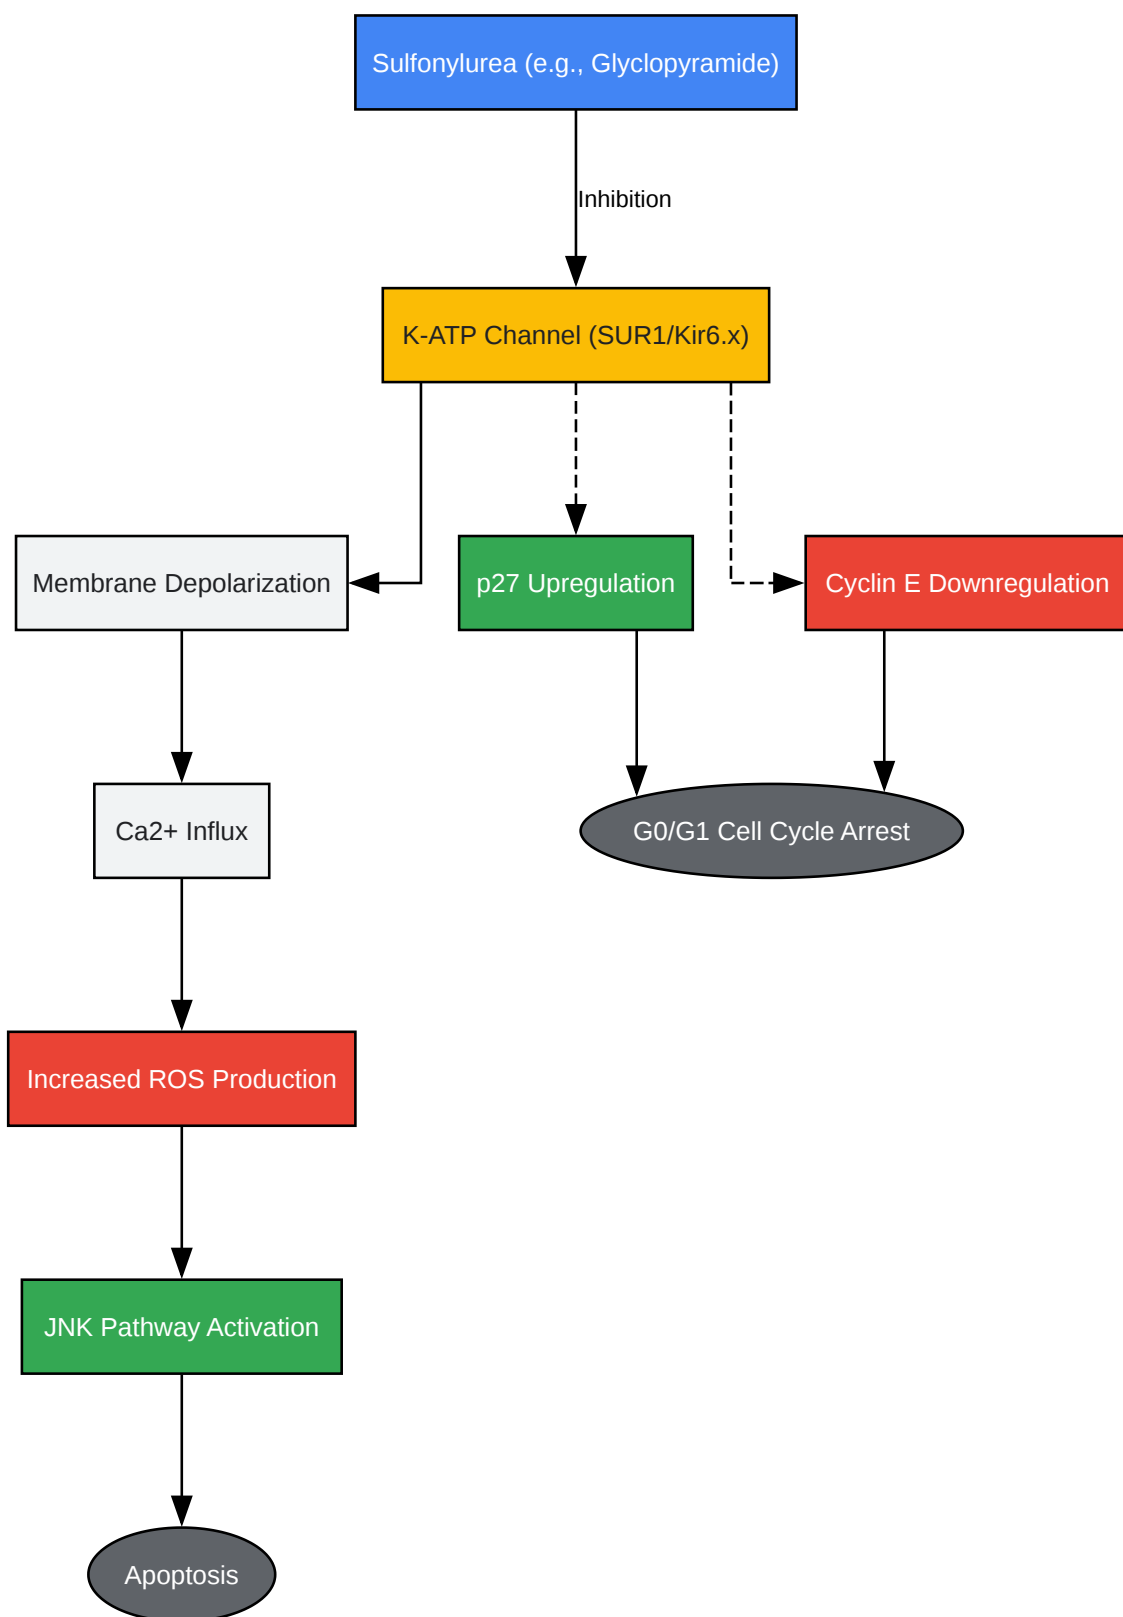 Sulfonylurea (e.g., Glyclopyramide)
Inhibition
K-ATP Channel (SUR1/Kir6.x)
Membrane Depolarization
p27 Upregulation
Cyclin E Downregulation
Ca2+ Influx
G0/G1 Cell Cycle Arrest
Increased ROS Production
JNK Pathway Activation
Apoptosis